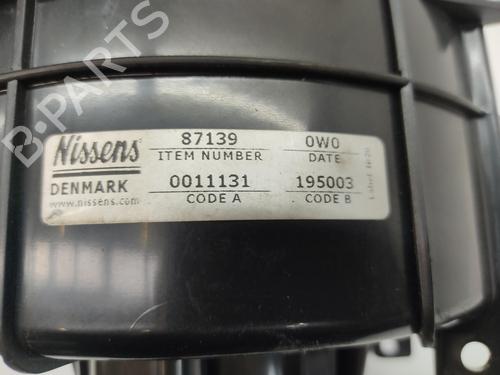 B-PARTS
Nissens
87139
0W0
ITEM NUMBER
DATE
DENMARK
0011131
195003
www.nissens.com
CODE A
CODE B